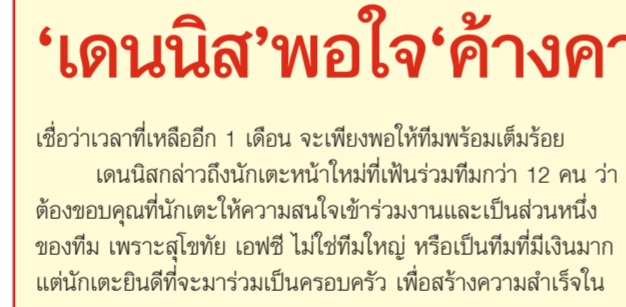 ‘เดนนิส’พอใจ‘ค้างคา
เชื่อว่าเวลาที่เหลืออีก 1 เดือน จะเพียงพอให้ทีมพร้อมเต็มร้อย
เดนนิสกล่าวถึงนักเตะหน้าใหม่ที่เฟ้นร่วมทีมกว่า 12 คน ว่า
ต้องขอบคุณที่นักเตะให้ความสนใจเข้าร่วมงานและเป็นส่วนหนึ่ง
ของทีม เพราะสุโขทัย เอฟซี ไม่ใช่ทีมใหญ่ หรือเป็นทีมที่มีเงินมาก
แต่นักเตะยินดีที่จะมาร่วมเป็นครอบครัว เพื่อสร้างความสำเร็จใน